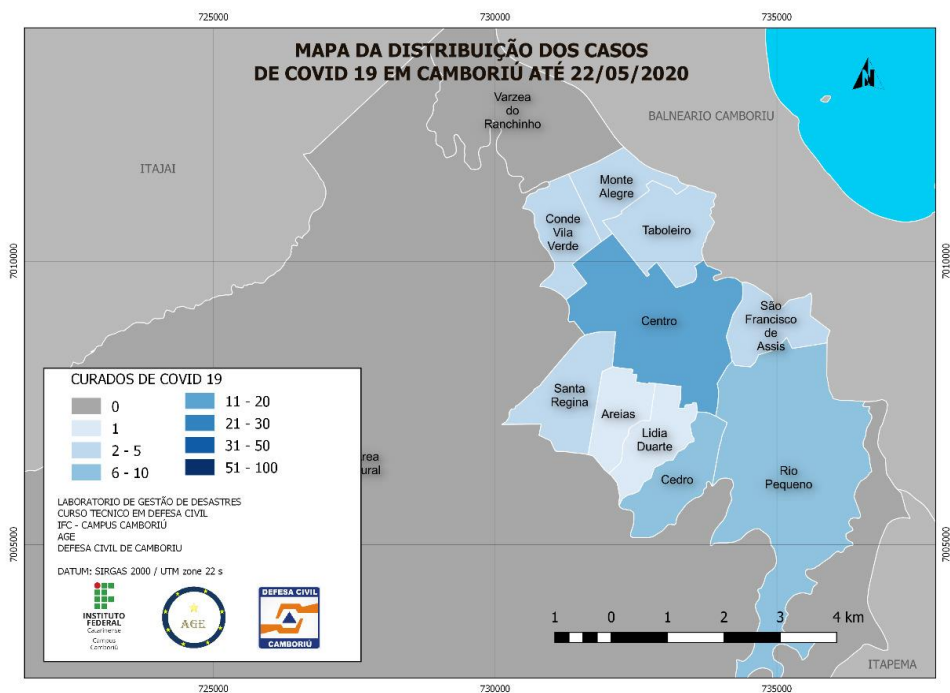 725000
730000
735000
MAPA DA DISTRIBUIÇÃO DOS CASOS
DE COVID 19 EM CAMBORIÚ ATÉ 22/05/2020
N
Varzea
do
Ranchinho
BALNEARIO CAMBORIU
ITAJAI
Monte
Alegre
Conde
Vila
Verde
Taboleiro
7010000
7010000
São
Francisco
de
Assis
Centro
Santa
Regina
Areias
Lidia
Duarte
Cedro
Rio
Pequeno
CURADOS DE COVID 19
0
1
2 - 5
6 - 10
11 - 20
21 - 30
31 - 50
51 - 100
rea
ural
LABORATORIO DE GESTÃO DE DESASTRES
CURSO TECNICO EM DEFESA CIVIL
IFC - CAMPUS CAMBORIÚ
AGE
DEFESA CIVIL DE CAMBORIU
DATUM: SIRGAS 2000 / UTM zone 22 s
INSTITUTO
FEDERAL
Catarinense
Campus
Camboriú
AGE
DEFESA CIVIL
CAMBORIÚ
7005000
7005000
1 0 1 2 3 4 km
ITAPEMA
725000
730000
735000